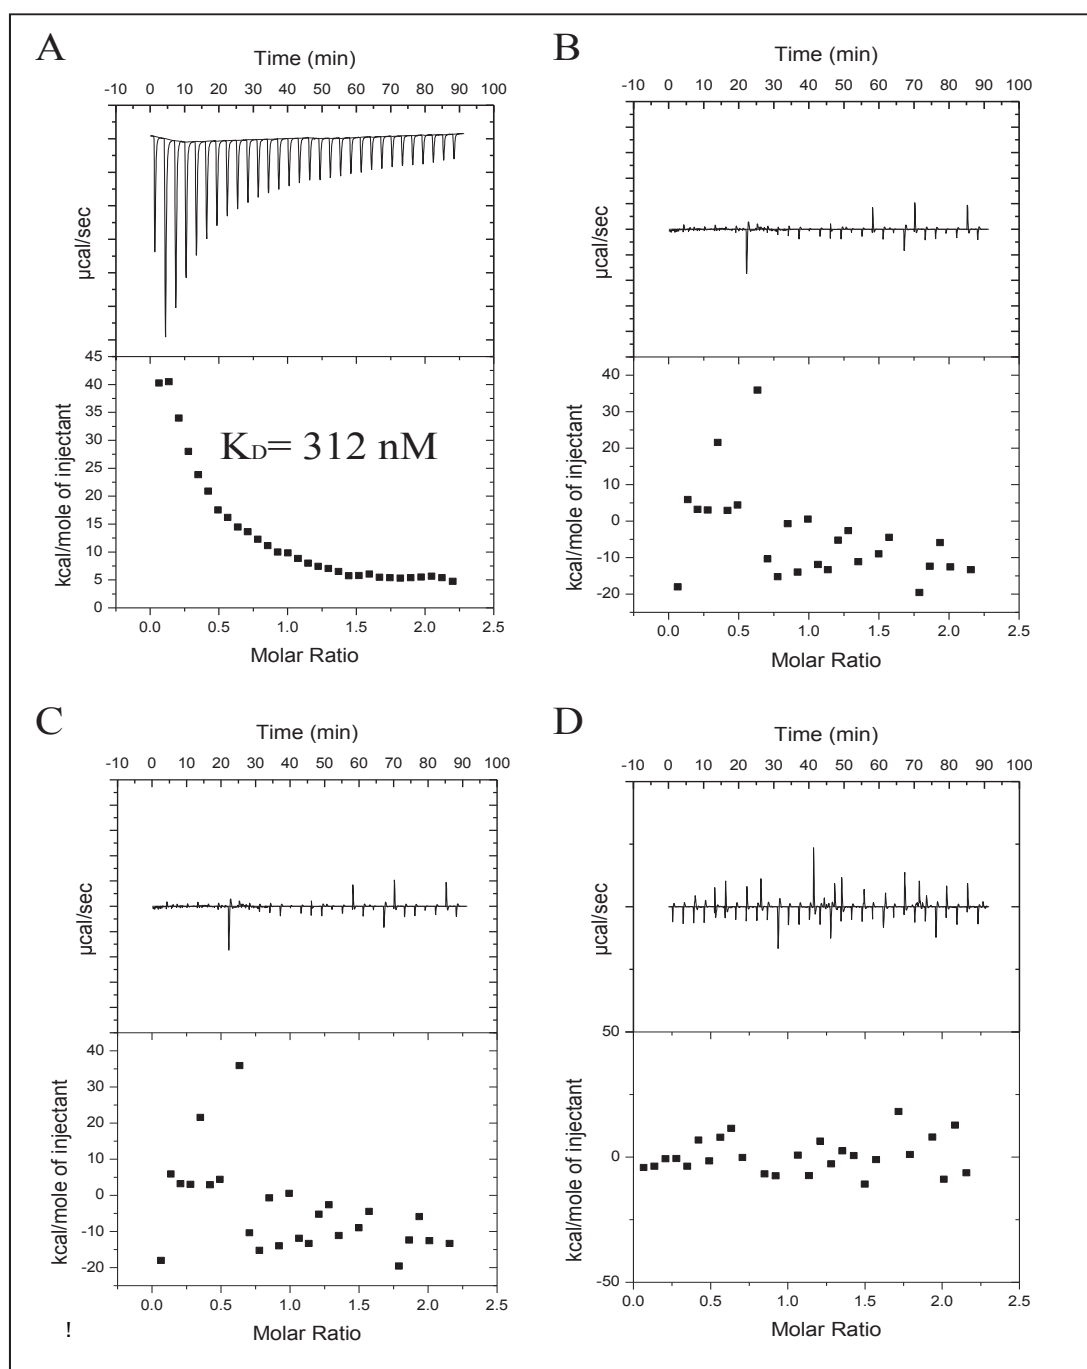 A
Time (min)
-10 0 10 20 30 40 50 60 70 80 90 100
µcal/sec
45
40
35
30
25
20
15
10
5
0
kcal/mole of injectant
K_D= 312 nM
0.0 0.5 1.0 1.5 2.0 2.5
Molar Ratio
B
Time (min)
-10 0 10 20 30 40 50 60 70 80 90 100
µcal/sec
40
30
20
10
0
-10
-20
kcal/mole of injectant
0.0 0.5 1.0 1.5 2.0 2.5
Molar Ratio
C
Time (min)
-10 0 10 20 30 40 50 60 70 80 90 100
µcal/sec
40
30
20
10
0
-10
-20
kcal/mole of injectant
0.0 0.5 1.0 1.5 2.0 2.5
Molar Ratio
!
D
Time (min)
-10 0 10 20 30 40 50 60 70 80 90 100
µcal/sec
50
0
-50
kcal/mole of injectant
0.0 0.5 1.0 1.5 2.0 2.5
Molar Ratio